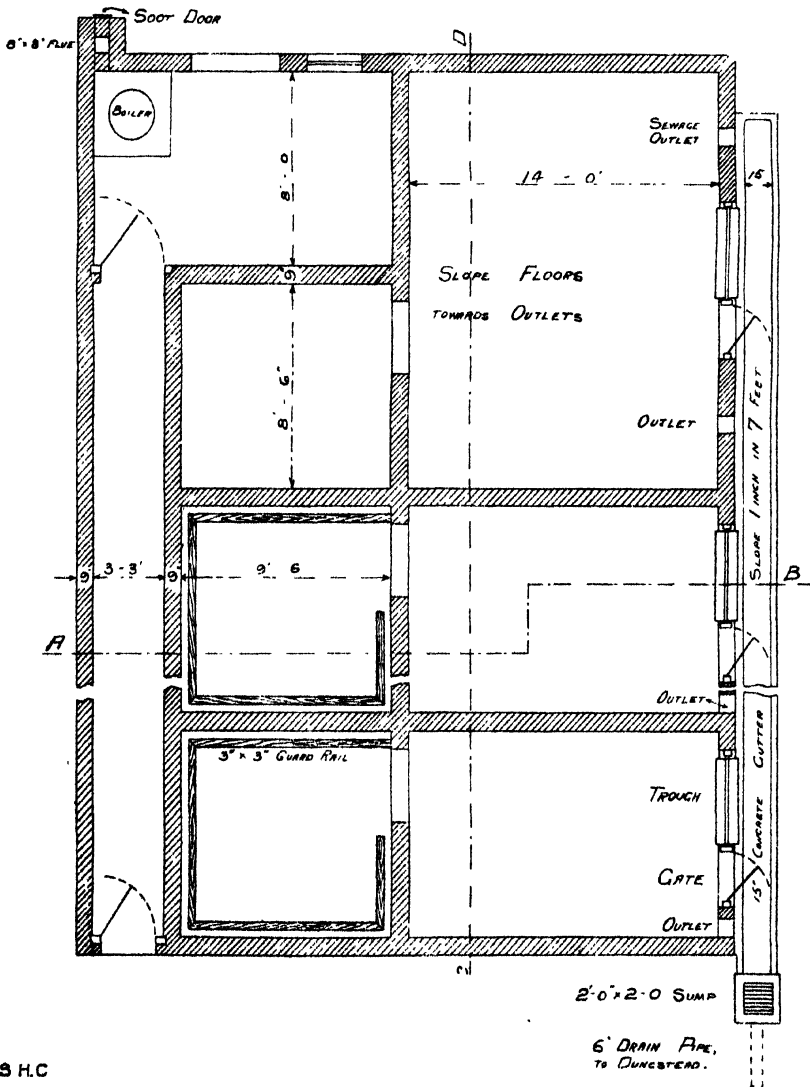 SOOT DOOR
8"×8" FLUE
D
BOILER
SEWAGE
OUTLET
15
8'-0
14-0'
9"
SLOPE FLOORS
TOWARDS OUTLETS
8'-6"
OUTLET
SLOPE 1 INCH IN 7 FEET
9"
3-3'
9"
9' 6
B
A
OUTLET
3"×3" GUARD RAIL
TROUGH
15" CONCRETE GUTTER
GATE
OUTLET
C
2'-0"×2-0 SUMP
6" DRAIN PIPE,
TO DUNGSTEAD.
S H.C